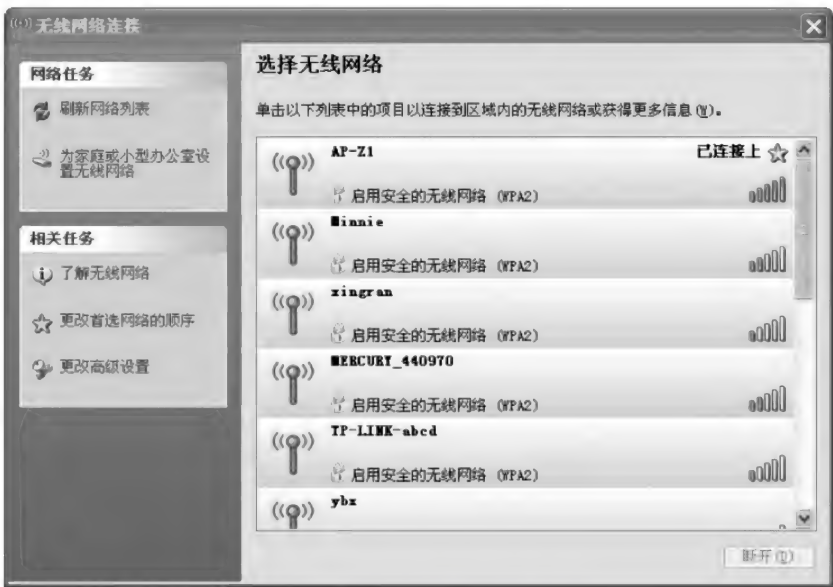 无线网络连接
网络任务
刷新网络列表
为家庭或小型办公室设
置无线网络
相关任务
了解无线网络
更改首选网络的顺序
更改高级设置
选择无线网络
单击以下列表中的项目以连接到区域内的无线网络或获得更多信息(W)。
AP-Z1
已连接上
启用安全的无线网络 (WPA2)
Minnie
启用安全的无线网络 (WPA2)
xingran
启用安全的无线网络 (WPA2)
MERCURY_440970
启用安全的无线网络 (WPA2)
TP-LINK-abcd
启用安全的无线网络 (WPA2)
ybx
断开(D)